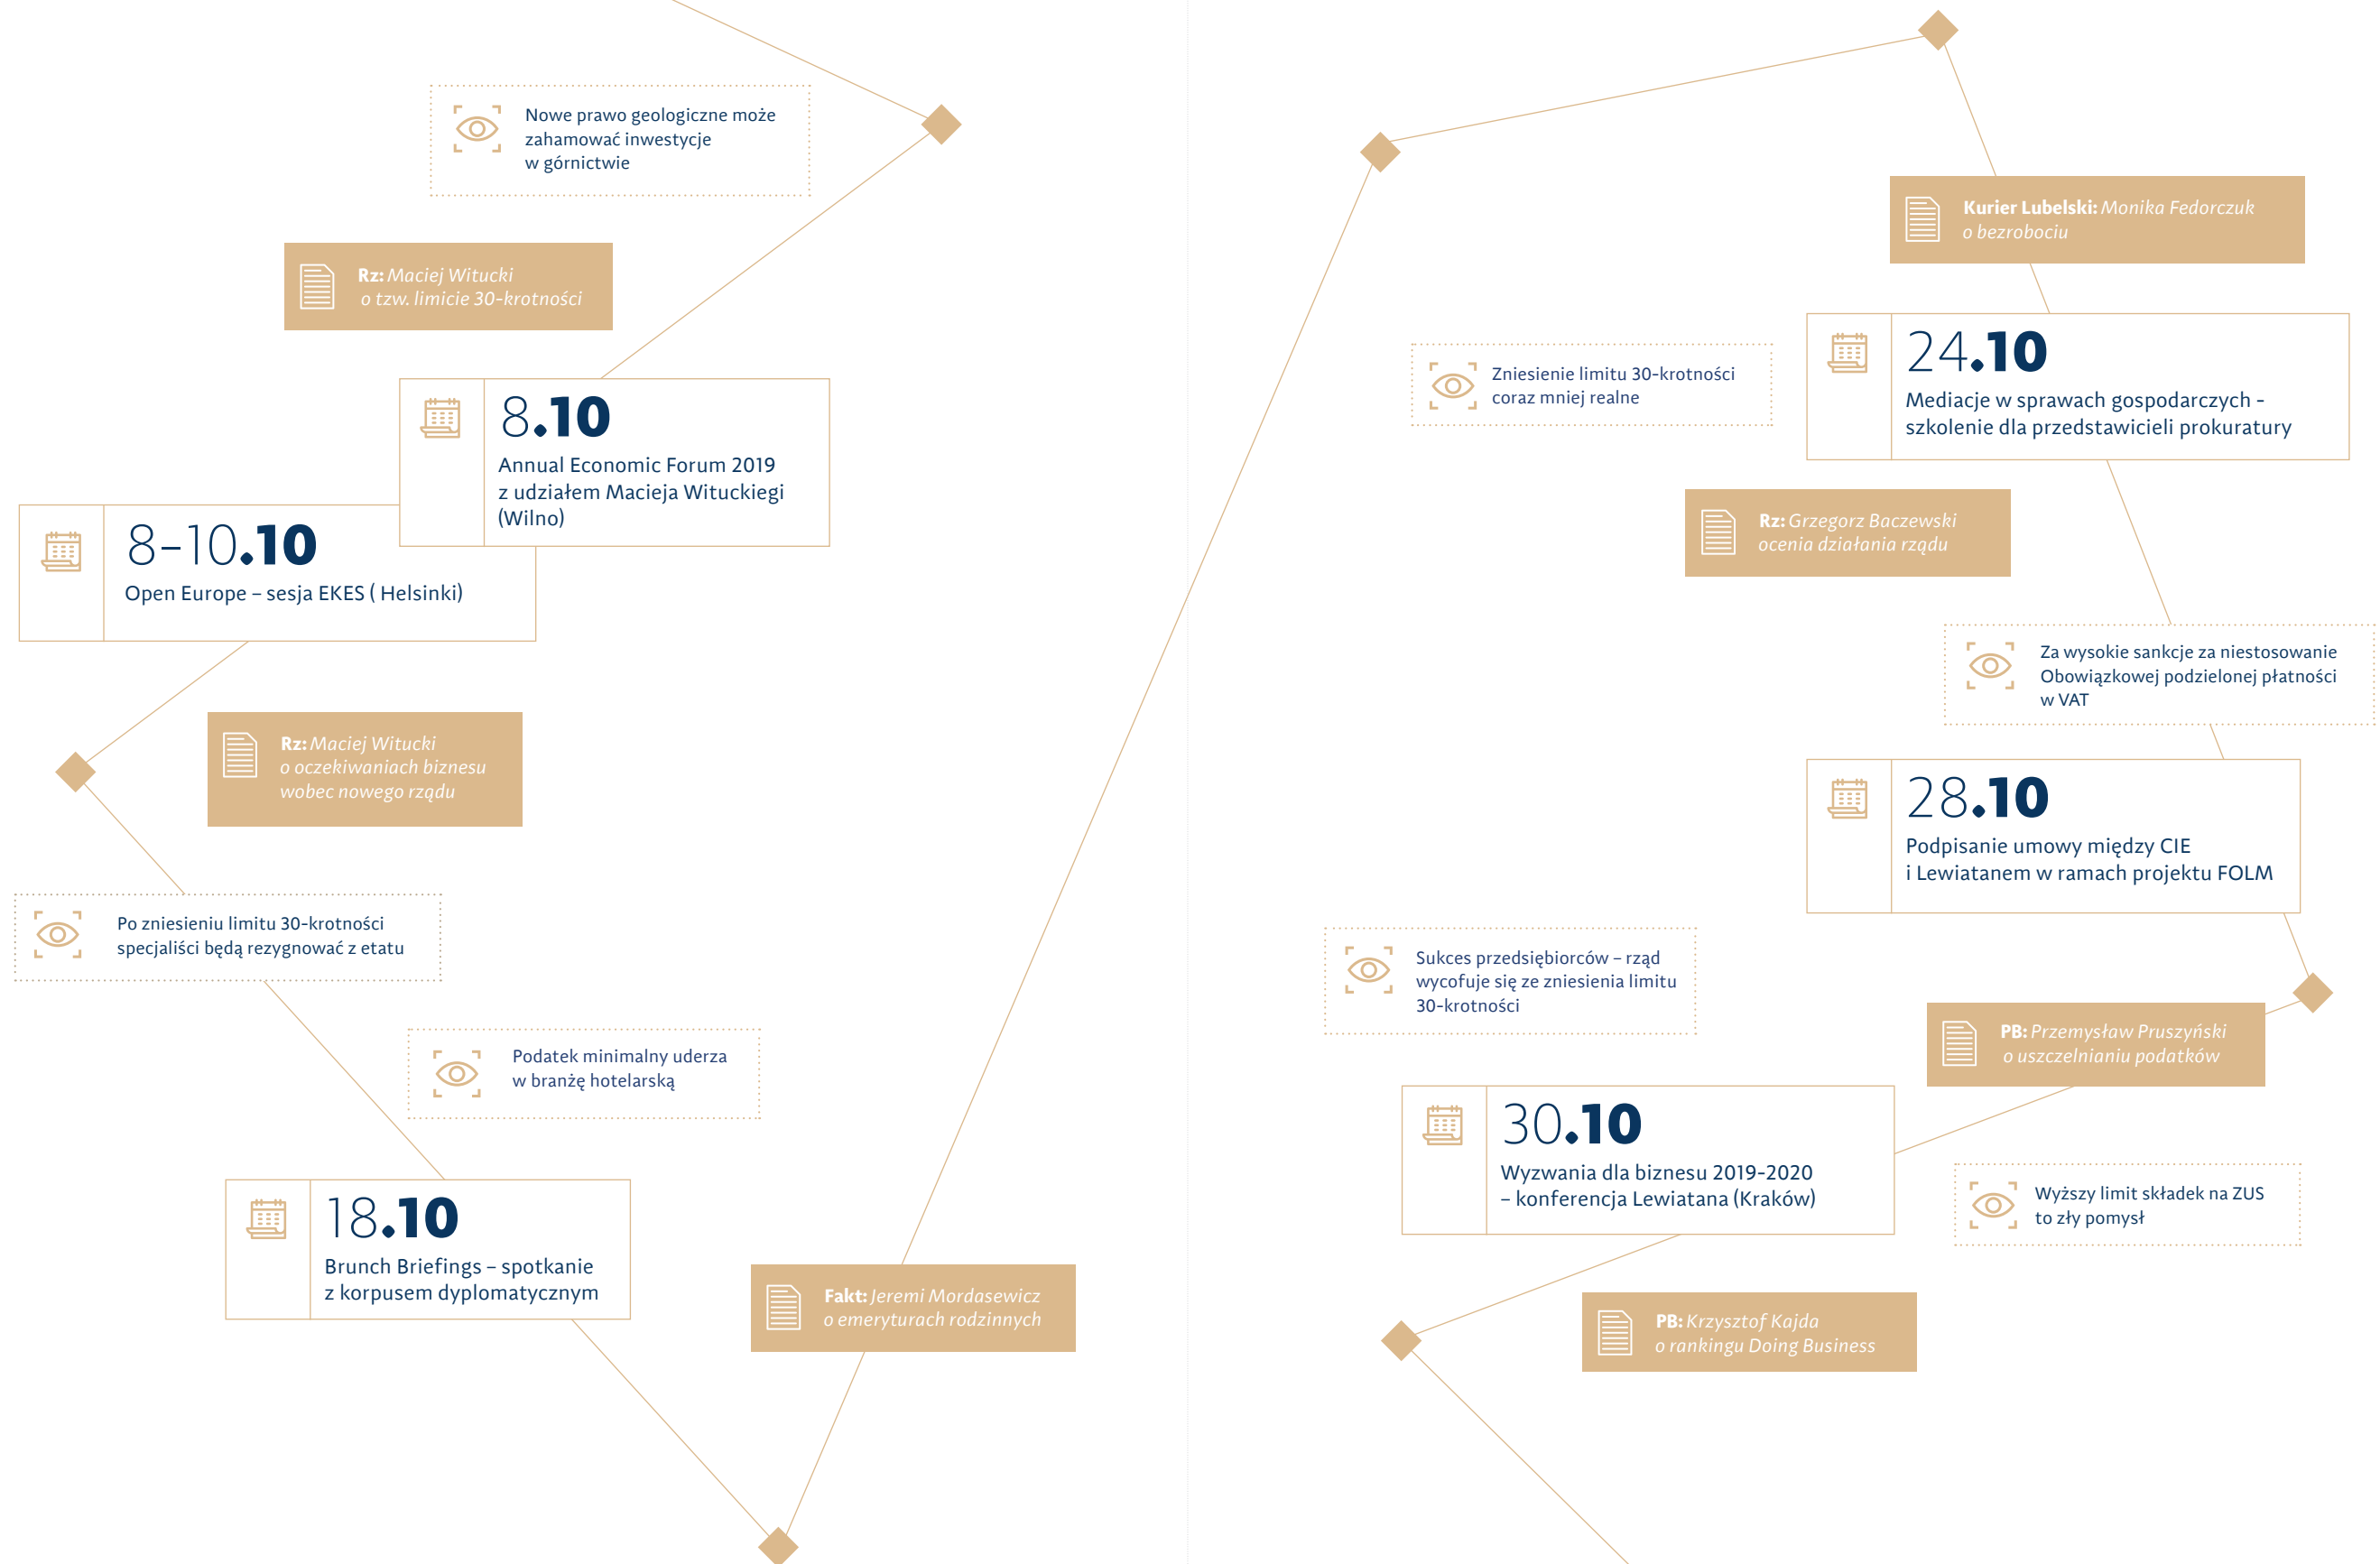 Nowe prawo geologiczne może
zahamować inwestycje
w górnictwie
Rz: Maciej Witucki
o tzw. limicie 30-krotności
8.10
Annual Economic Forum 2019
z udziałem Macieja Wituckiegi
(Wilno)
8–10.10
Open Europe – sesja EKES ( Helsinki)
Rz: Maciej Witucki
o oczekiwaniach biznesu
wobec nowego rządu
Po zniesieniu limitu 30-krotności
specjaliści będą rezygnować z etatu
Podatek minimalny uderza
w branżę hotelarską
18.10
Brunch Briefings – spotkanie
z korpusem dyplomatycznym
Fakt: Jeremi Mordasewicz
o emeryturach rodzinnych
Kurier Lubelski: Monika Fedorczuk
o bezrobociu
24.10
Mediacje w sprawach gospodarczych -
szkolenie dla przedstawicieli prokuratury
Zniesienie limitu 30-krotności
coraz mniej realne
Rz: Grzegorz Baczewski
ocenia działania rządu
Za wysokie sankcje za niestosowanie
Obowiązkowej podzielonej płatności
w VAT
28.10
Podpisanie umowy między CIE
i Lewiatanem w ramach projektu FOLM
Sukces przedsiębiorców – rząd
wycofuje się ze zniesienia limitu
30-krotności
PB: Przemysław Pruszyński
o uszczelnianiu podatków
30.10
Wyzwania dla biznesu 2019-2020
– konferencja Lewiatana (Kraków)
Wyższy limit składek na ZUS
to zły pomysł
PB: Krzysztof Kajda
o rankingu Doing Business